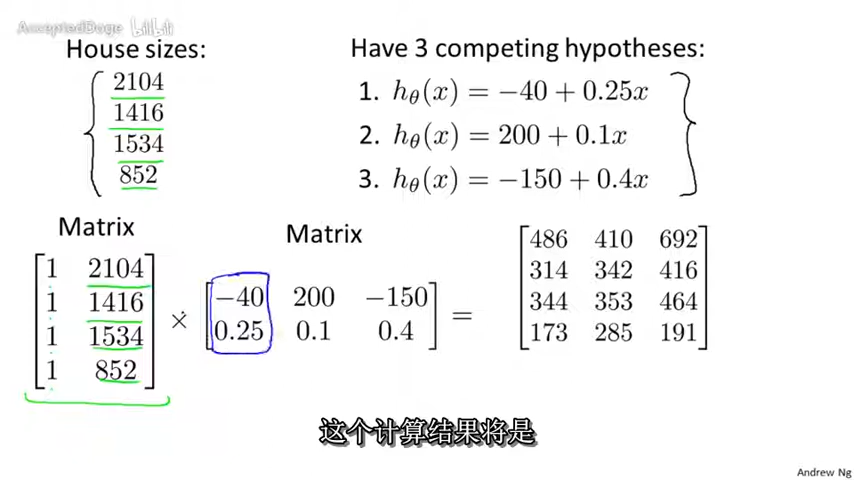 AcceptedDoge bilibili
House sizes:
2104
1416
1534
852
Have 3 competing hypotheses:
1. hθ(x) = −40 + 0.25x
2. hθ(x) = 200 + 0.1x
3. hθ(x) = −150 + 0.4x
Matrix
1 2104
1 1416
1 1534
1 852
×
Matrix
−40 200 −150
0.25 0.1 0.4
=
486 410 692
314 342 416
344 353 464
173 285 191
这个计算结果将是
Andrew Ng